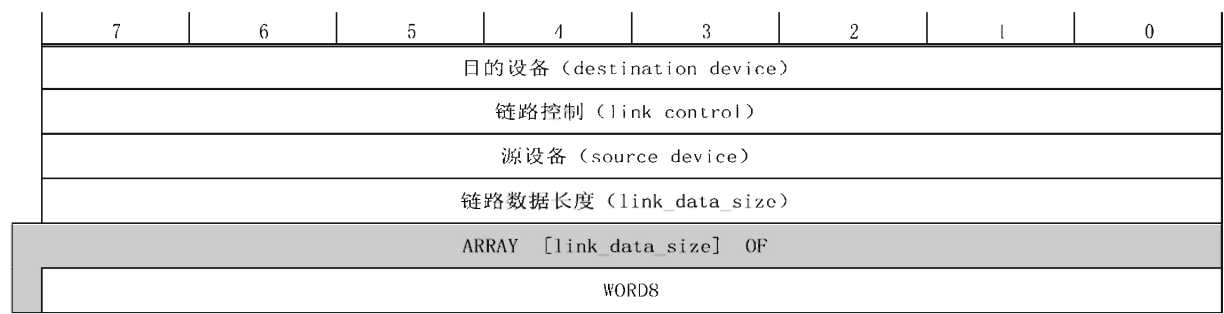 7 6 5 4 3 2 1 0
目的设备（destination device）
链路控制（link control）
源设备（source device）
链路数据长度（link_data_size）
ARRAY [link_data_size] OF
WORD8